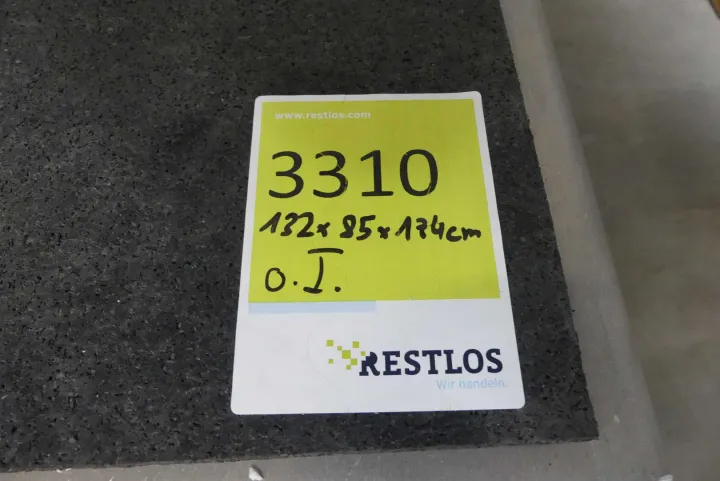 www.restlos.com
3310
132x85x174cm
o. I.
RESTLOS
Wir handeln.